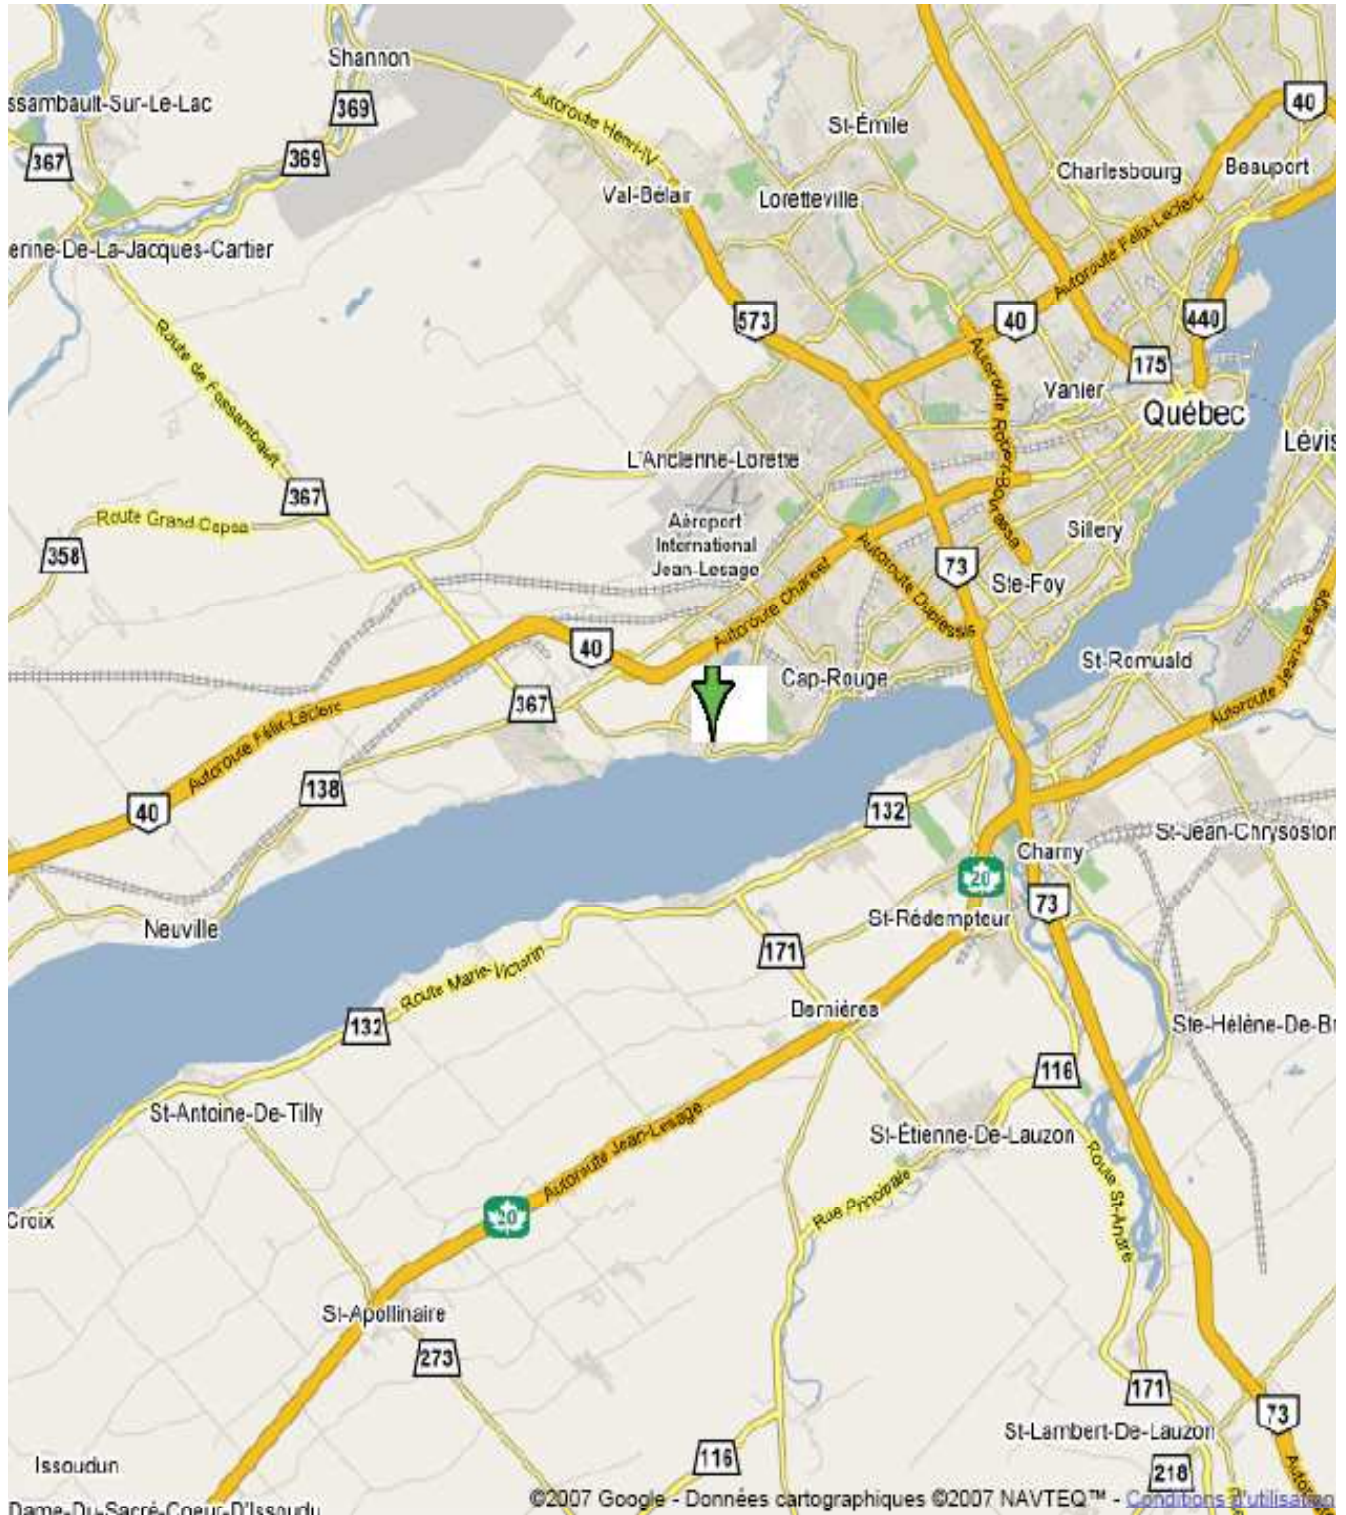 Shannon
ssambault-Sur-Le-Lac
369
40
Autoroute Henri-IV
St-Émile
367
369
Charlesbourg
Beauport
Val-Bélair
Loretteville
erine-De-La-Jacques-Cartier
Autoroute Félix-Leclerc
573
40
440
Route de Fossambault
Autoroute Robert-Bourassa
175
Vanier
Québec
Lévis
L'Ancienne-Lorette
367
Route Grand-Capsa
Aéroport
International
Jean-Lesage
358
Sillery
73
Ste-Foy
Autoroute Charest
Autoroute Duplessis
40
St-Romuald
Autoroute Jean-Lesage
Cap-Rouge
367
Autoroute Félix-Leclerc
138
40
132
St-Jean-Chrysostom
Charny
20
73
St-Rédempteur
Neuville
171
Route Marie-Victorin
132
Bernières
Ste-Hélène-De-Br
116
St-Antoine-De-Tilly
St-Étienne-De-Lauzon
Autoroute Jean-Lesage
Route St-André
Rue Principale
Croix
20
St-Apollinaire
273
171
73
St-Lambert-De-Lauzon
116
Issoudun
218
Autoro
©2007 Google - Données cartographiques ©2007 NAVTEQ™ - Conditions d'utilisation
Dame-Du-Sacré-Coeur-D'Issoudu